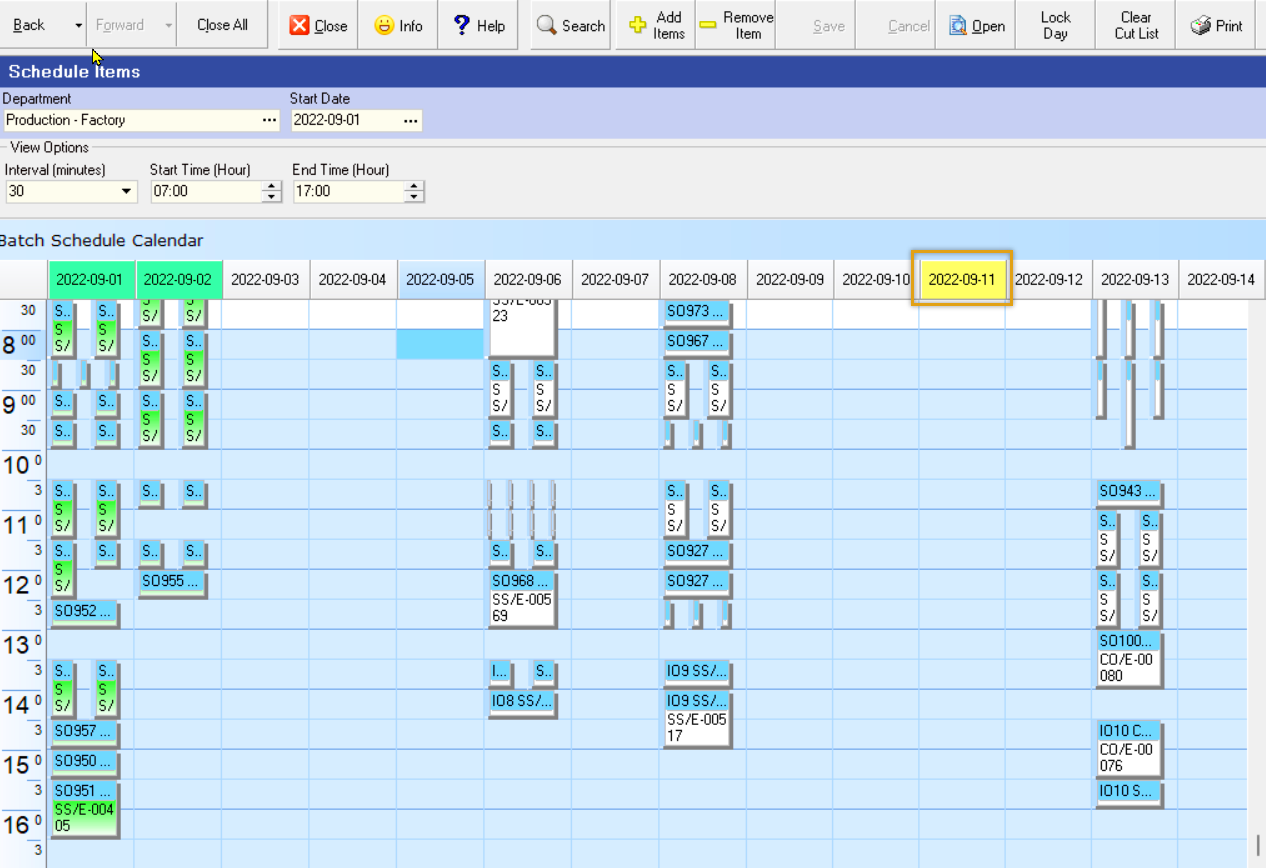 Back Forward Close All Close Info Help Search Add Items Remove Item Save Cancel Open Lock Day Clear Cut List Print
Schedule Items
Department Start Date
Production - Factory ... 2022-09-01 ...
View Options
Interval (minutes) Start Time (Hour) End Time (Hour)
30 07:00 17:00
Batch Schedule Calendar
2022-09-01 2022-09-02 2022-09-03 2022-09-04 2022-09-05 2022-09-06 2022-09-07 2022-09-08 2022-09-09 2022-09-10 2022-09-11 2022-09-12 2022-09-13 2022-09-14
30 S.. S.. S/ S/ 23 SO973 ...
S S
8 00 S/ S/ S.. S.. SO967 ...
30 S S S.. S.. S.. S..
S/ S/ S S S S
9 00 S.. S.. S.. S.. S/ S/ S/ S/
30 S.. S.. S S S.. S..
S/ S/
10 0
3 S.. S.. S.. S.. S.. S.. SO943 ...
S S S S
11 0 S/ S/ S/ S/ S.. S..
3 S.. S.. S.. S.. S.. S.. SO927 ... S S
S S/ S/
12 0 S/ SO955 ... SO968 ... SO927 ... S.. S..
SS/E-005 S S
3 SO952 ... 69 S/ S/
13 0 SO100...
CO/E-00
3 S.. S.. I... S.. IO9 SS/... 080
S S
14 0 S/ S/ IO8 SS/... IO9 SS/...
SS/E-005
3 SO957 ... 17 IO10 C...
CO/E-00
15 0 SO950 ... 076
3 SO951 ... IO10 S...
SS/E-004
16 0 05
3